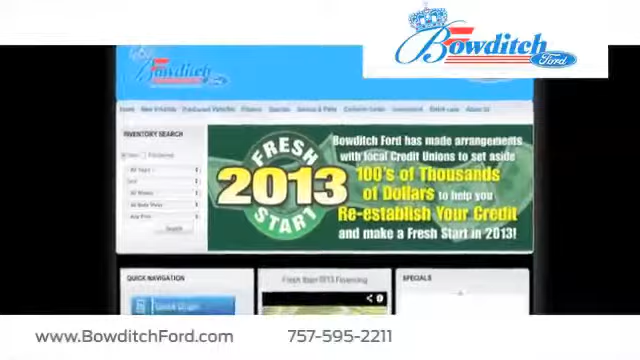 Bowditch
Ford
Bowditch
INVENTORY SEARCH
FRESH
2013
START
Bowditch Ford has made arrangements
with local Credit Unions to set aside
100's of Thousands
of Dollars to help you
Re-establish Your Credit
and make a Fresh Start in 2013!
Search
QUICK NAVIGATION
Fresh Start 2013 Financing
SPECIALS
www.BowditchFord.com
757-595-2211